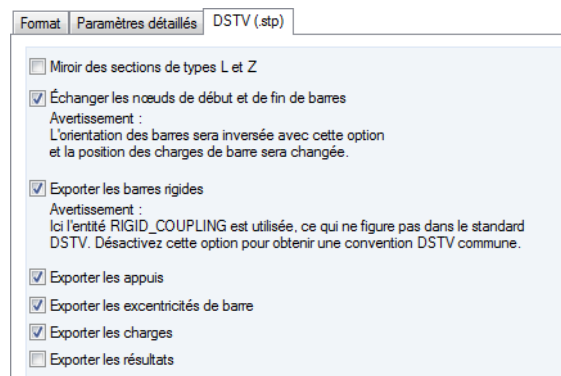 Format Paramètres détaillés DSTV (.stp)
Miroir des sections de types L et Z
Échanger les nœuds de début et de fin de barres
Avertissement :
L'orientation des barres sera inversée avec cette option
et la position des charges de barre sera changée.
Exporter les barres rigides
Avertissement :
Ici l'entité RIGID_COUPLING est utilisée, ce qui ne figure pas dans le standard
DSTV. Désactivez cette option pour obtenir une convention DSTV commune.
Exporter les appuis
Exporter les excentricités de barre
Exporter les charges
Exporter les résultats